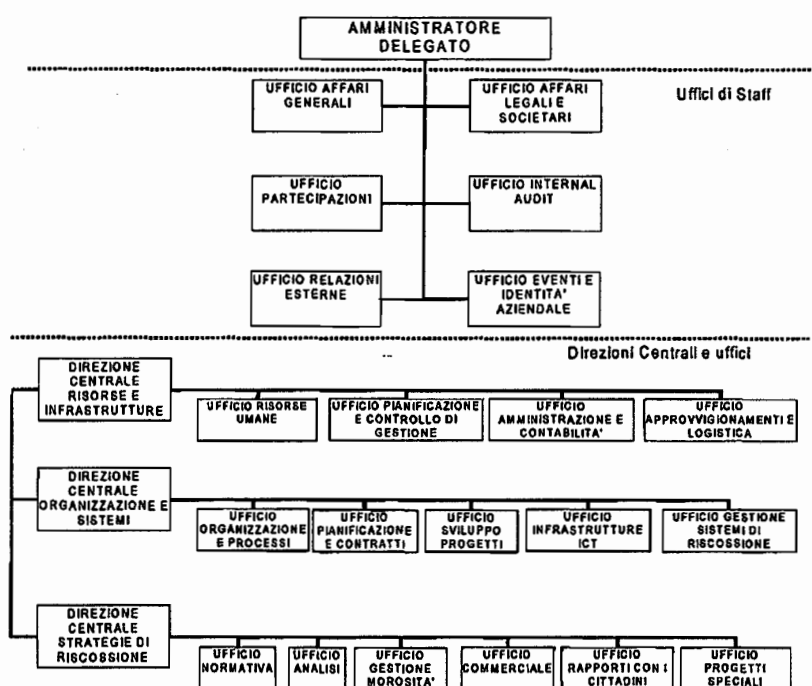 AMMINISTRATORE
DELEGATO
UFFICIO AFFARI
GENERALI
UFFICIO AFFARI
LEGALI E
SOCIETARI
Uffici di Staff
UFFICIO
PARTECIPAZIONI
UFFICIO INTERNAL
AUDIT
UFFICIO RELAZIONI
ESTERNE
UFFICIO EVENTI E
IDENTITA'
AZIENDALE
Direzioni Centrali e uffici
DIREZIONE
CENTRALE
RISORSE E
INFRASTRUTTURE
UFFICIO RISORSE
UMANE
UFFICIO PIANIFICAZIONE
E CONTROLLO DI
GESTIONE
UFFICIO
AMMINISTRAZIONE E
CONTABILITA'
UFFICIO
APPROVVIGIONAMENTI E
LOGISTICA
DIREZIONE
CENTRALE
ORGANIZZAZIONE E
SISTEMI
UFFICIO
ORGANIZZAZIONE
E PROCESSI
UFFICIO
PIANIFICAZIONE
E CONTRATTI
UFFICIO
SVILUPPO
PROGETTI
UFFICIO
INFRASTRUTTURE
ICT
UFFICIO GESTIONE
SISTEMI DI
RISCOSSIONE
DIREZIONE
CENTRALE
STRATEGIE DI
RISCOSSIONE
UFFICIO
NORMATIVA
UFFICIO
ANALISI
UFFICIO
GESTIONE
MOROSITA'
UFFICIO
COMMERCIALE
UFFICIO
RAPPORTI CON I
CITTADINI
UFFICIO
PROGETTI
SPECIALI